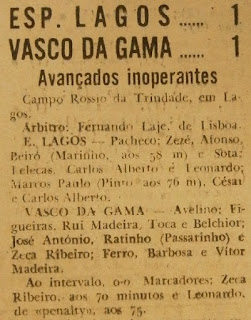 ESP. LAGOS ...... 1
VASCO DA GAMA ...... 1
Avançados inoperantes
Campo Rossio da Trindade, em La-
gos.
Árbitro: Fernando Laje, de Lisboa.
E. LAGOS — Pacheco; Zezé, Afonso,
Beiró (Marinho, aos 58 m) e Sota;
Lelecas, Carlos Alberto e Leonardo;
Marcos Paulo (Pinto aos 76 m), César
e Carlos Alberto.
VASCO DA GAMA — Avelino; Fi-
gueiras, Rui Madeira, Toca e Belchior;
José António, Ratinho (Passarinho) e
Zeca Ribeiro; Ferro, Barbosa e Vítor
Madeira.
Ao intervalo, 0-0. Marcadores: Zeca
Ribeiro, aos 70 minutos e Leonardo,
de «penalty», aos 75.